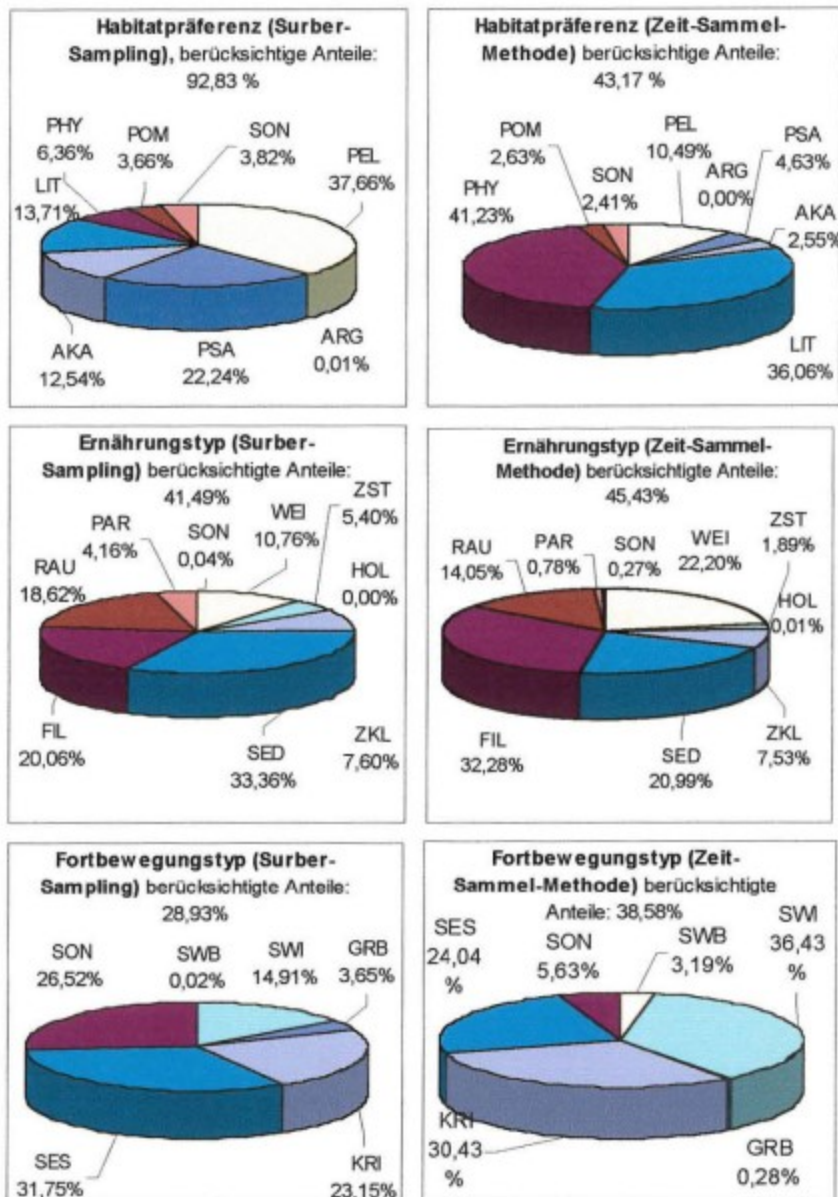 Habitatpräferenz (Surber-
Sampling), berücksichtige Anteile:
92,83 %
PHY
6,36%
POM
3,66%
SON
3,82%
PEL
37,66%
LIT
13,71%
AKA
12,54%
PSA
22,24%
ARG
0,01%
Habitatpräferenz (Zeit-Sammel-
Methode) berücksichtige Anteile:
43,17 %
POM
2,63%
SON
2,41%
PEL
10,49%
ARG
0,00%
PSA
4,63%
PHY
41,23%
AKA
2,55%
LIT
36,06%
Ernährungstyp (Surber-
Sampling) berücksichtigte Anteile:
41,49%
PAR
4,16%
SON
0,04%
WEI
10,76%
ZST
5,40%
RAU
18,62%
HOL
0,00%
FIL
20,06%
SED
33,36%
ZKL
7,60%
Ernährungstyp (Zeit-Sammel-
Methode) berücksichtigte Anteile:
45,43%
RAU
14,05%
PAR
0,78%
SON
0,27%
WEI
22,20%
ZST
1,89%
HOL
0,01%
FIL
32,28%
SED
20,99%
ZKL
7,53%
Fortbewegungstyp (Surber-
Sampling) berücksichtigte Anteile:
28,93%
SON
26,52%
SWB
0,02%
SWI
14,91%
GRB
3,65%
SES
31,75%
KRI
23,15%
Fortbewegungstyp (Zeit-
Sammel-Methode) berücksichtigte
Anteile: 38,58%
SES
24,04
%
SON
5,63%
SWB
3,19%
SWI
36,43
%
KRI
30,43
%
GRB
0,28%